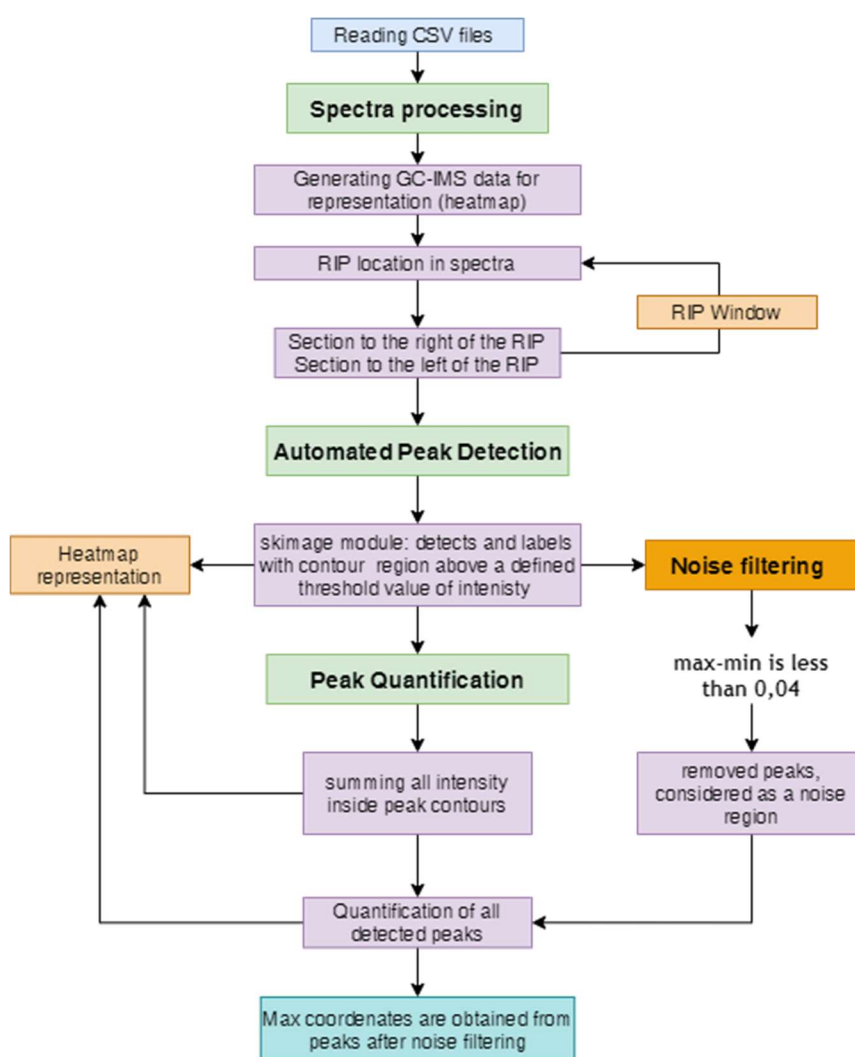 Reading CSV files
Spectra processing
Generating GC-IMS data for
representation (heatmap)
RIP location in spectra
RIP Window
Section to the right of the RIP
Section to the left of the RIP
Automated Peak Detection
Heatmap
representation
skimage module: detects and labels
with contour region above a defined
threshold value of intenisty
Noise filtering
Peak Quantification
max-min is less
than 0,04
summing all intensity
inside peak contours
removed peaks,
considered as a noise
region
Quantification of all
detected peaks
Max coordenates are obtained from
peaks after noise filtering